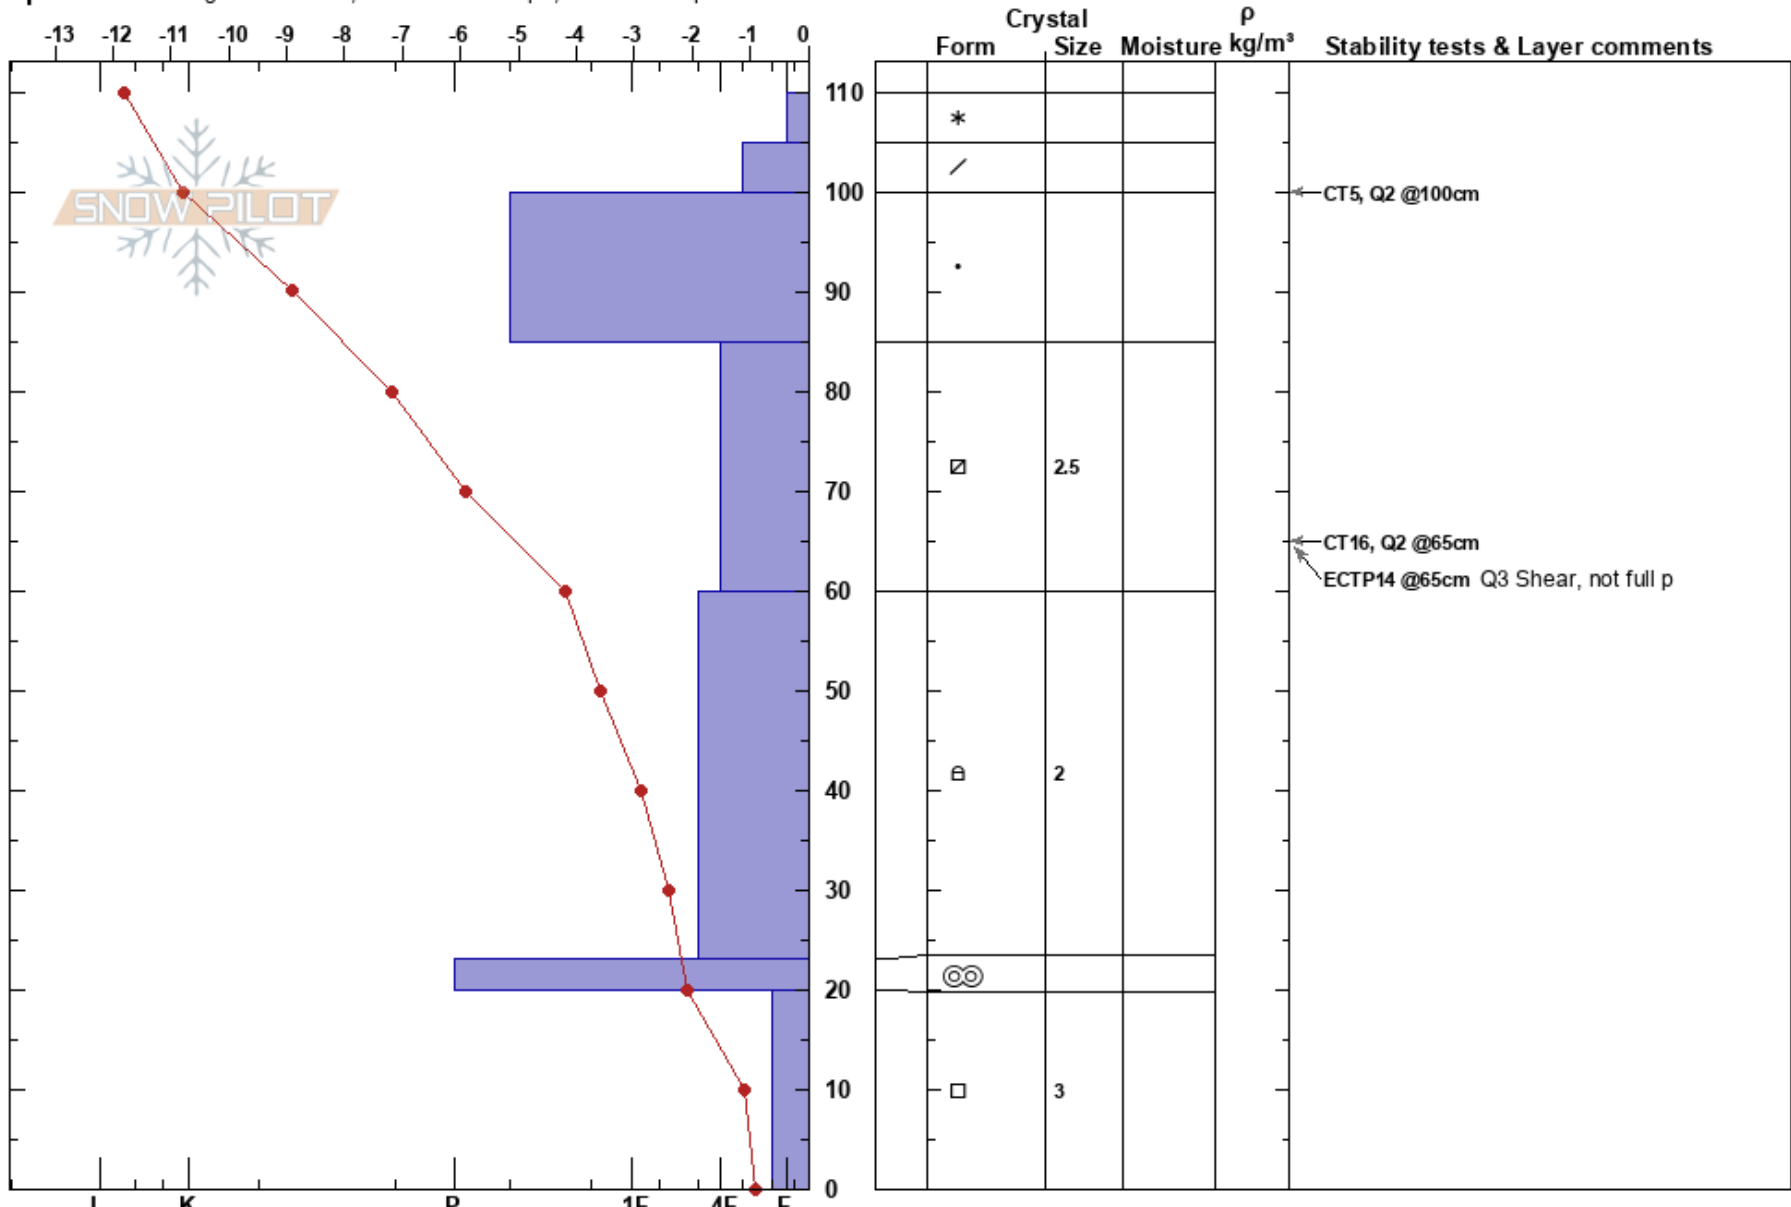 Crystal
ρ
-13 -12 -11 -10 -9 -8 -7 -6 -5 -4 -3 -2 -1 0
Form Size Moisture kg/m³ Stability tests & Layer comments
110
SNOW PILOT
100 CT5, Q2 @100cm
90
80
2.5
70
CT16, Q2 @65cm
ECTP14 @65cm Q3 Shear, not full p
60
50
2
40
30
20
10 3
0
I K P 1F 4F F